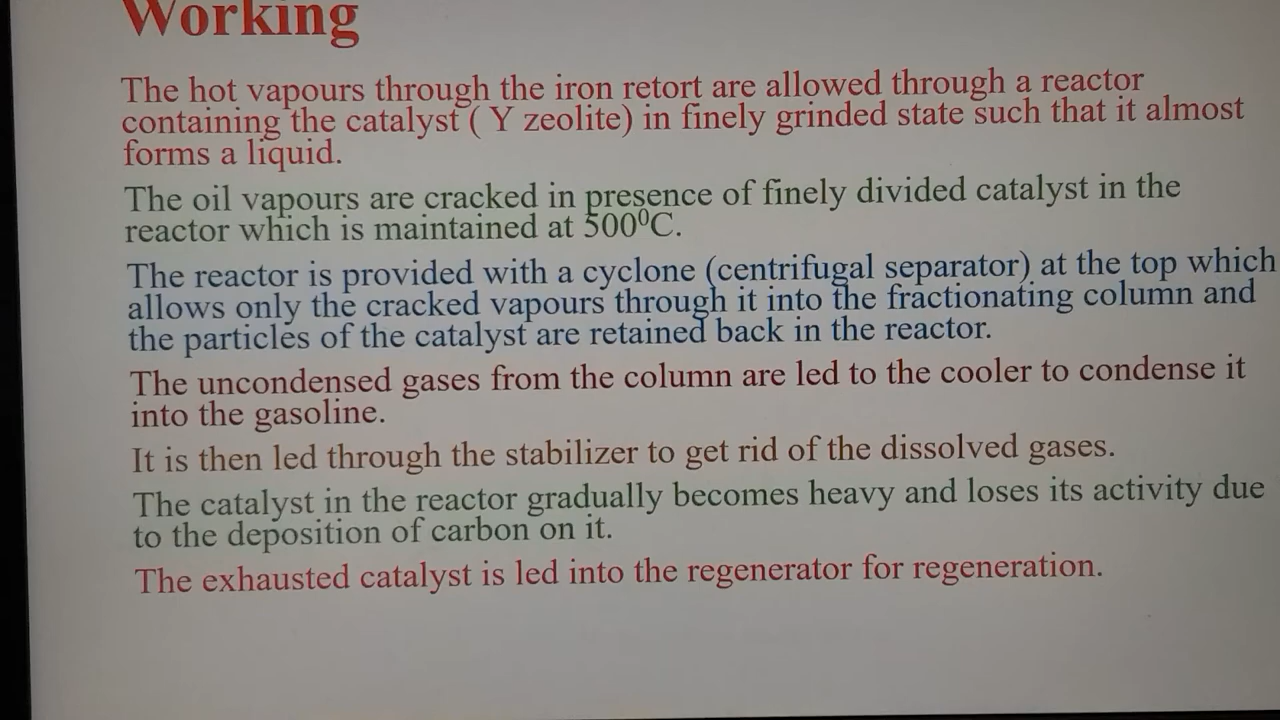 Working
The hot vapours through the iron retort are allowed through a reactor
containing the catalyst ( Y zeolite) in finely grinded state such that it almost
forms a liquid.
The oil vapours are cracked in presence of finely divided catalyst in the
reactor which is maintained at 500⁰C.
The reactor is provided with a cyclone (centrifugal separator) at the top which
allows only the cracked vapours through it into the fractionating column and
the particles of the catalyst are retained back in the reactor.
The uncondensed gases from the column are led to the cooler to condense it
into the gasoline.
It is then led through the stabilizer to get rid of the dissolved gases.
The catalyst in the reactor gradually becomes heavy and loses its activity due
to the deposition of carbon on it.
The exhausted catalyst is led into the regenerator for regeneration.